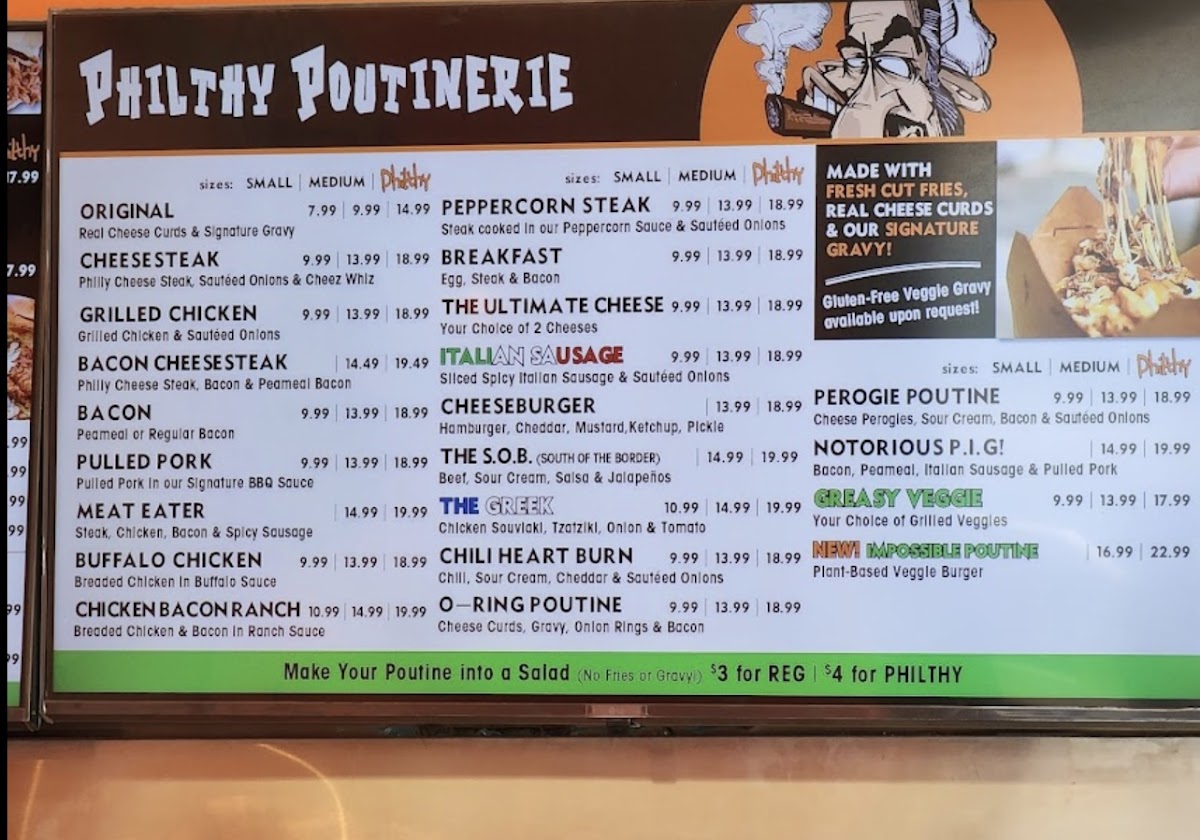 PHILTHY POUTINERIE
7.99
7.99
.99
.99
.99
.99
99
99
sizes: SMALL | MEDIUM | Philthy
ORIGINAL 7.99 | 9.99 | 14.99
Real Cheese Curds & Signature Gravy
CHEESESTEAK 9.99 | 13.99 | 18.99
Philly Cheese Steak, Sautéed Onions & Cheez Whiz
GRILLED CHICKEN 9.99 | 13.99 | 18.99
Grilled Chicken & Sautéed Onions
BACON CHEESESTEAK | 14.49 | 19.49
Philly Cheese Steak, Bacon & Peameal Bacon
BACON 9.99 | 13.99 | 18.99
Peameal or Regular Bacon
PULLED PORK 9.99 | 13.99 | 18.99
Pulled Pork in our Signature BBQ Sauce
MEAT EATER | 14.99 | 19.99
Steak, Chicken, Bacon & Spicy Sausage
BUFFALO CHICKEN 9.99 | 13.99 | 18.99
Breaded Chicken in Buffalo Sauce
CHICKEN BACON RANCH 10.99 | 14.99 | 19.99
Breaded Chicken & Bacon in Ranch Sauce
sizes: SMALL | MEDIUM | Philthy
PEPPERCORN STEAK 9.99 | 13.99 | 18.99
Steak cooked in our Peppercorn Sauce & Sautéed Onions
BREAKFAST 9.99 | 13.99 | 18.99
Egg, Steak & Bacon
THE ULTIMATE CHEESE 9.99 | 13.99 | 18.99
Your Choice of 2 Cheeses
ITALIAN SAUSAGE 9.99 | 13.99 | 18.99
Sliced Spicy Italian Sausage & Sautéed Onions
CHEESEBURGER | 13.99 | 18.99
Hamburger, Cheddar, Mustard,Ketchup, Pickle
THE S.O.B. (SOUTH OF THE BORDER) | 14.99 | 19.99
Beef, Sour Cream, Salsa & Jalapeños
THE GREEK 10.99 | 14.99 | 19.99
Chicken Souvlaki, Tzatziki, Onion & Tomato
CHILI HEART BURN 9.99 | 13.99 | 18.99
Chili, Sour Cream, Cheddar & Sautéed Onions
O-RING POUTINE 9.99 | 13.99 | 18.99
Cheese Curds, Gravy, Onion Rings & Bacon
MADE WITH
FRESH CUT FRIES,
REAL CHEESE CURDS
& OUR SIGNATURE
GRAVY!
Gluten-Free Veggie Gravy
available upon request!
sizes: SMALL | MEDIUM | Philthy
PEROGIE POUTINE 9.99 | 13.99 | 18.99
Cheese Perogies, Sour Cream, Bacon & Sautéed Onions
NOTORIOUS P.I.G! | 14.99 | 19.99
Bacon, Peameal, Italian Sausage & Pulled Pork
GREASY VEGGIE 9.99 | 13.99 | 17.99
Your Choice of Grilled Veggies
NEW! IMPOSSIBLE POUTINE | 16.99 | 22.99
Plant-Based Veggie Burger
Make Your Poutine into a Salad (No Fries or Gravy!) $3 for REG | $4 for PHILTHY